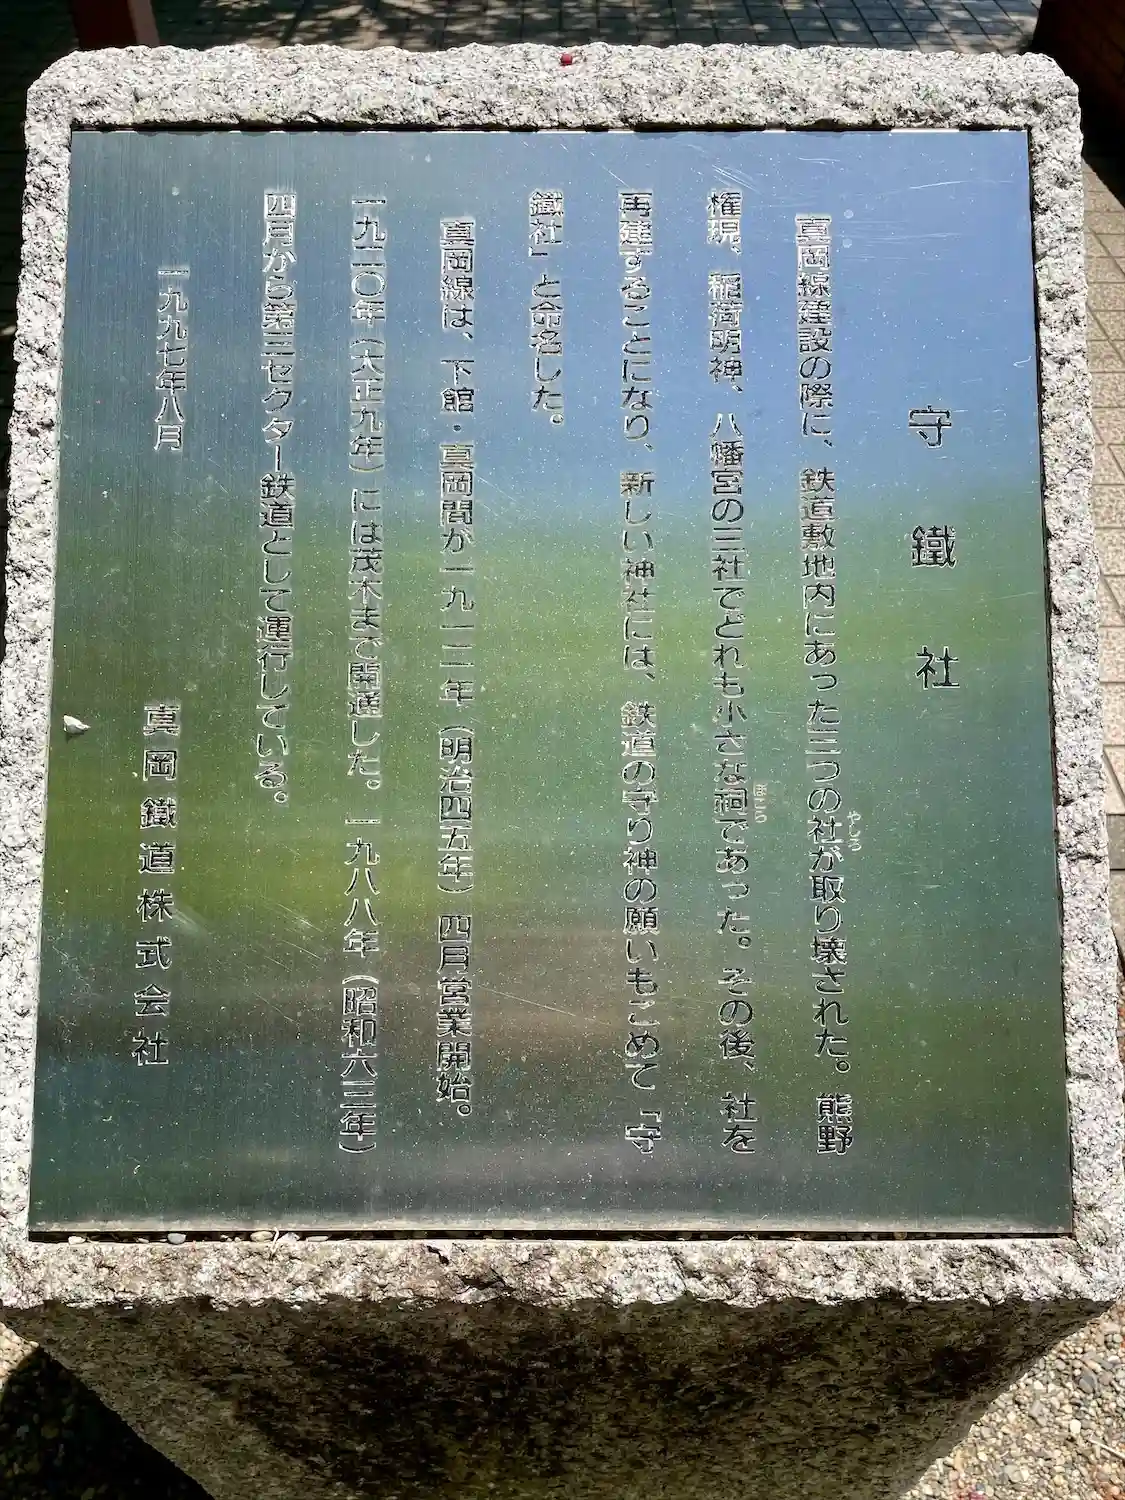 守鐵社
真岡線建設の際に、鉄道敷地内にあった三つの社が取り壊された。熊野
やしろ
権現、稲荷明神、八幡宮の三社でどれも小さな祠であった。その後、社を
ほこら
再建することになり、新しい神社には、鉄道の守り神の願いもこめて「守
鐵社」と命名した。
真岡線は、下館・真岡間が一九一二年（明治四五年）四月営業開始。
一九二〇年（大正九年）には茂木まで開通した。一九八八年（昭和六三年）
四月から第三セクター鉄道として運行している。
一九九七年八月
真岡鐵道株式会社